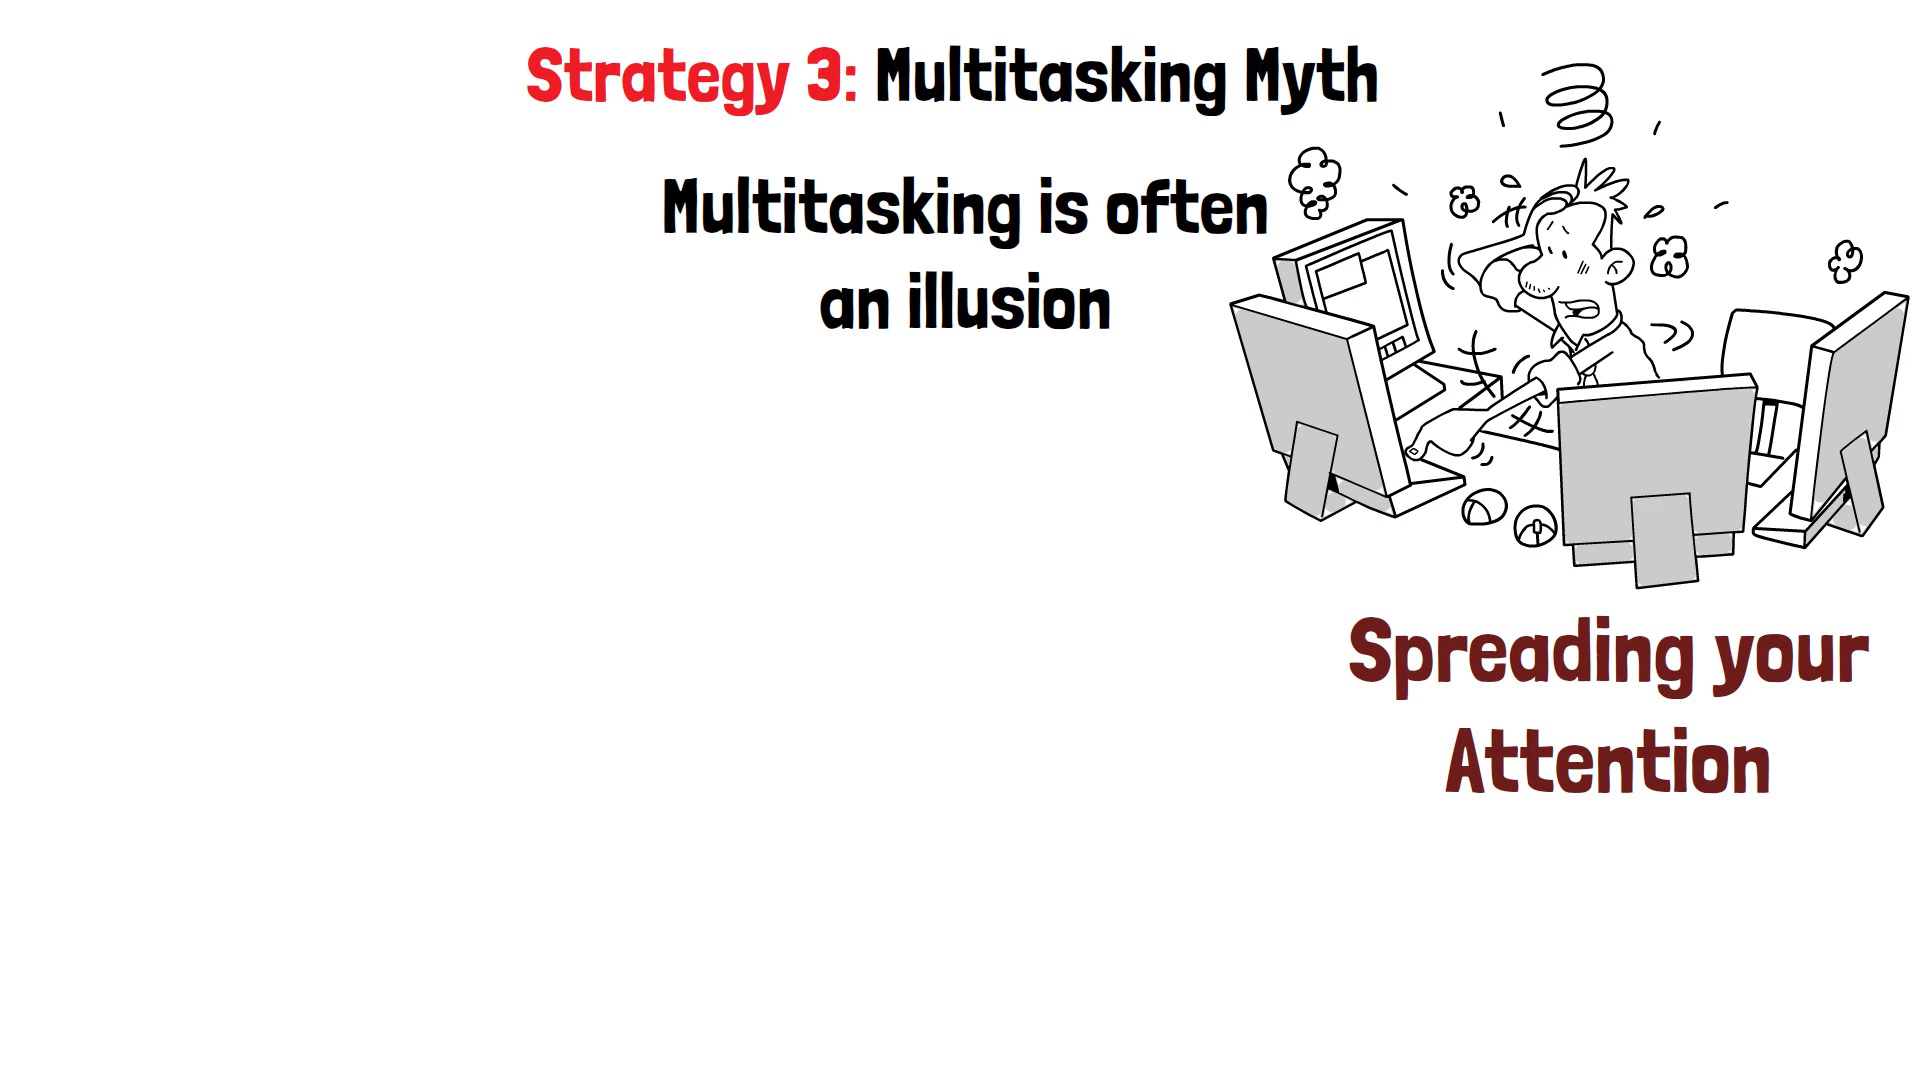 Strategy 3: Multitasking Myth
Multitasking is often
an illusion
Spreading your
Attention